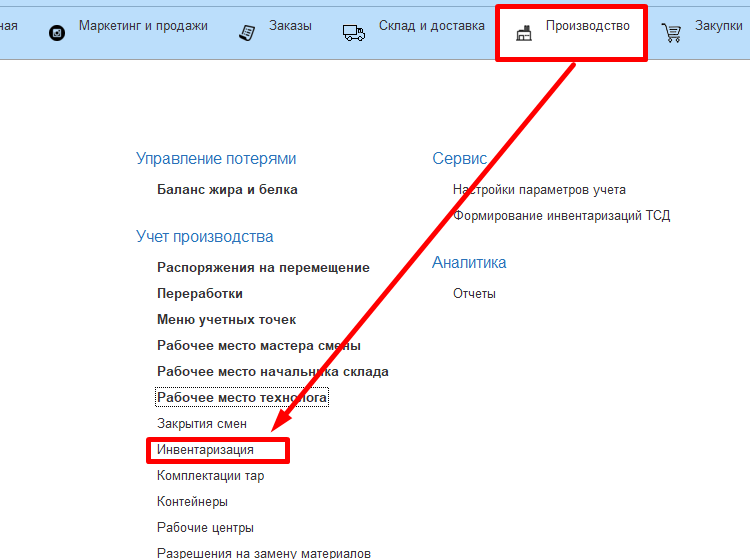 ная Маркетинг и продажи Заказы Склад и доставка Производство Закупки
Управление потерями
Баланс жира и белка
Учет производства
Распоряжения на перемещение
Переработки
Меню учетных точек
Рабочее место мастера смены
Рабочее место начальника склада
Рабочее место технолога
Закрытия смен
Инвентаризация
Комплектации тар
Контейнеры
Рабочие центры
Разрешения на замену материалов
Сервис
Настройки параметров учета
Формирование инвентаризаций ТСД
Аналитика
Отчеты